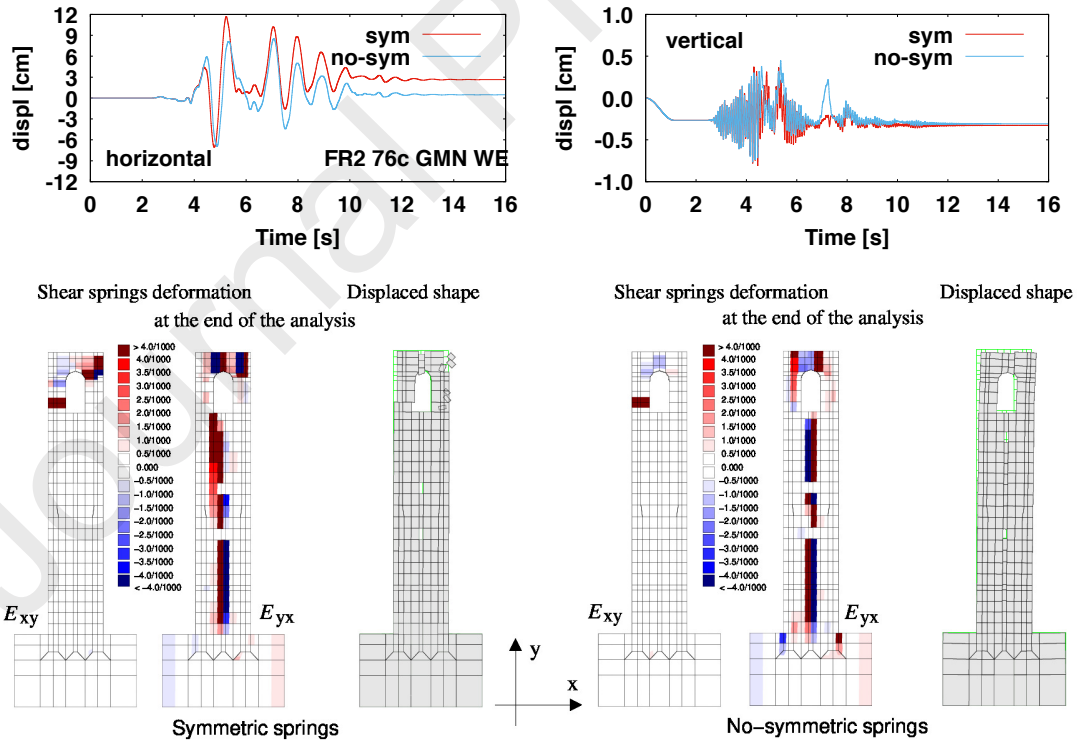 12
9
6
3
0
-3
-6
-9
-12
displ [cm]
sym
no-sym
horizontal
FR2 76c GMN WE
0 2 4 6 8 10 12 14 16
Time [s]
1.0
0.5
0.0
-0.5
-1.0
displ [cm]
vertical
sym
no-sym
0 2 4 6 8 10 12 14 16
Time [s]
Journal Pr
Shear springs deformation
Displaced shape
at the end of the analysis
> 4.0/1000
4.0/1000
3.5/1000
3.0/1000
2.5/1000
2.0/1000
1.5/1000
1.0/1000
0.5/1000
0.000
−0.5/1000
−1.0/1000
−1.5/1000
−2.0/1000
−2.5/1000
−3.0/1000
−3.5/1000
−4.0/1000
< −4.0/1000
Exy
Eyx
Symmetric springs
y
x
Shear springs deformation
Displaced shape
at the end of the analysis
> 4.0/1000
4.0/1000
3.5/1000
3.0/1000
2.5/1000
2.0/1000
1.5/1000
1.0/1000
0.5/1000
0.000
−0.5/1000
−1.0/1000
−1.5/1000
−2.0/1000
−2.5/1000
−3.0/1000
−3.5/1000
−4.0/1000
< −4.0/1000
Exy
Eyx
No−symmetric springs